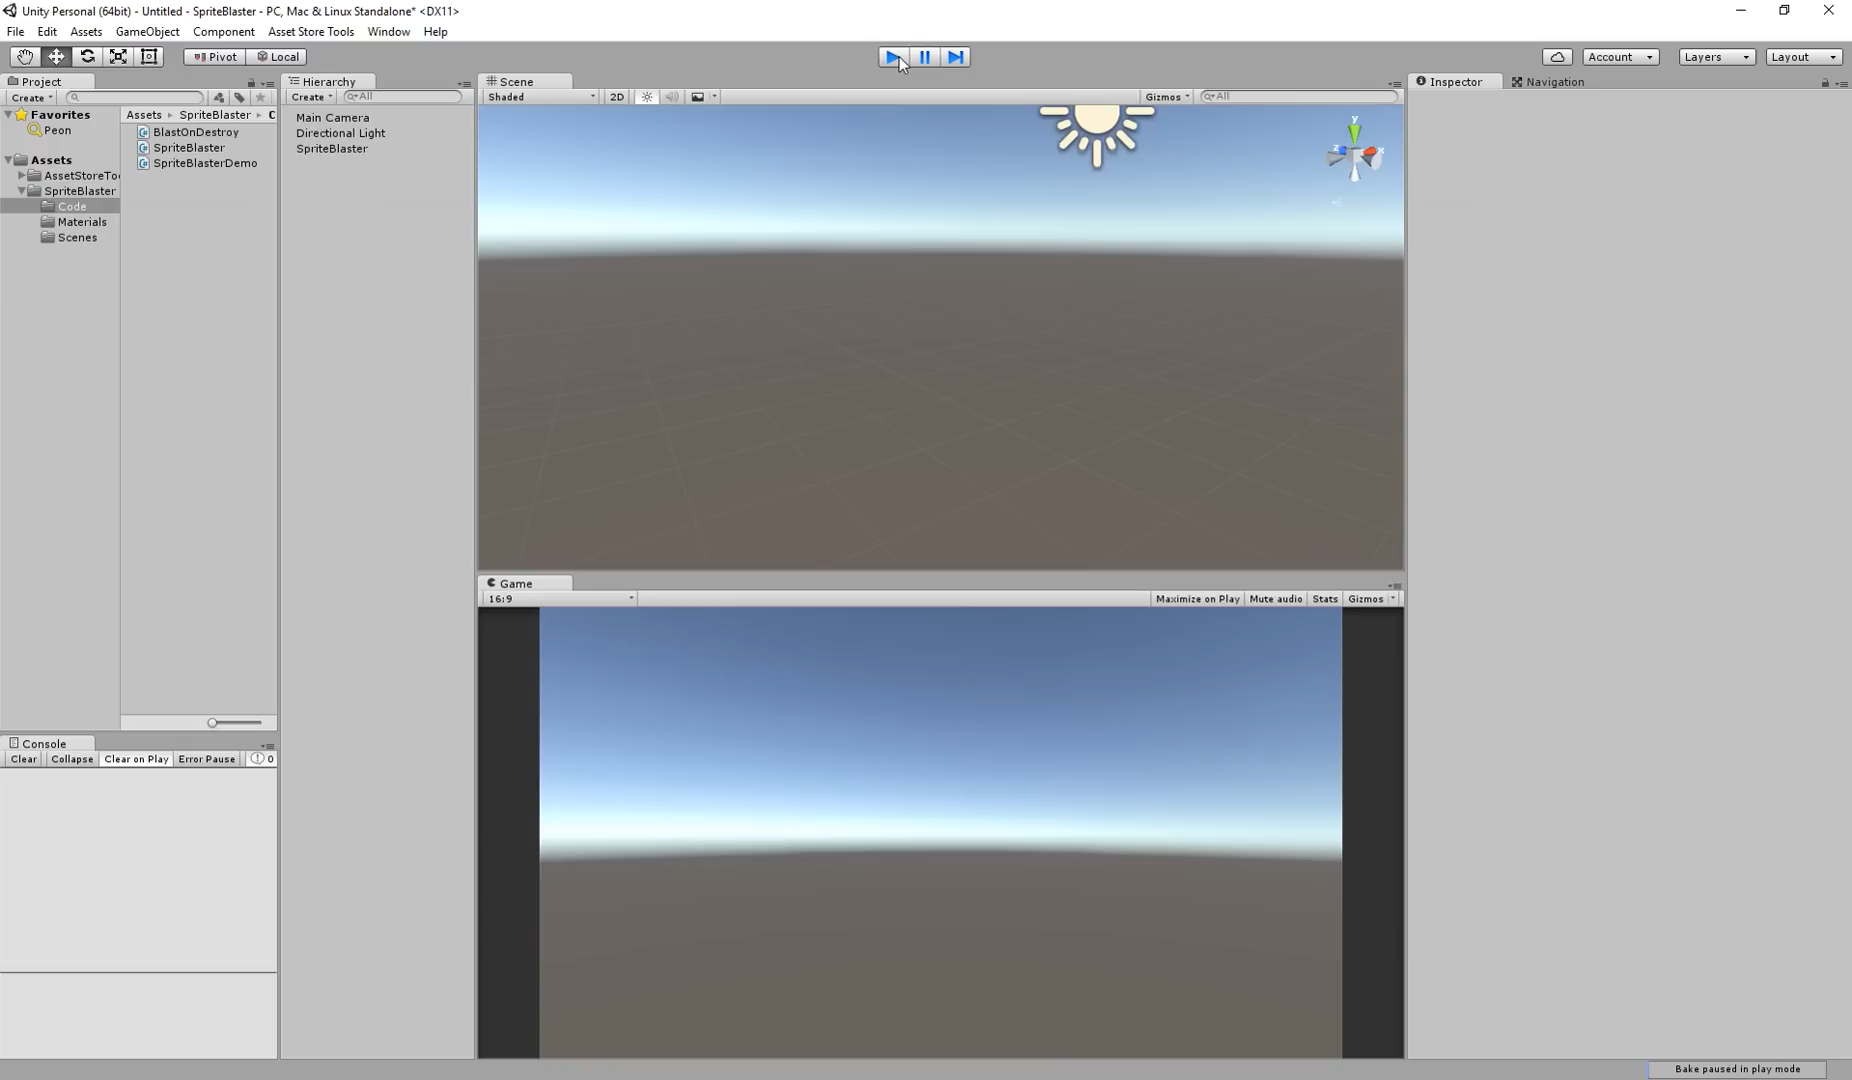 Unity Personal (64bit) - Untitled - SpriteBlaster - PC, Mac & Linux Standalone* <DX11>
File Edit Assets GameObject Component Asset Store Tools Window Help
Pivot Local Account Layers Layout
Project
Create
Favorites
Peon
Assets
AssetStoreToo
SpriteBlaster
Code
Materials
Scenes
Assets SpriteBlaster C
BlastOnDestroy
SpriteBlaster
SpriteBlasterDemo
Hierarchy
Create All
Main Camera
Directional Light
SpriteBlaster
Scene
Shaded 2D Gizmos All
y
z x
Game
16:9 Maximize on Play Mute audio Stats Gizmos
Inspector Navigation
Console
Clear Collapse Clear on Play Error Pause 0
Bake paused in play mode